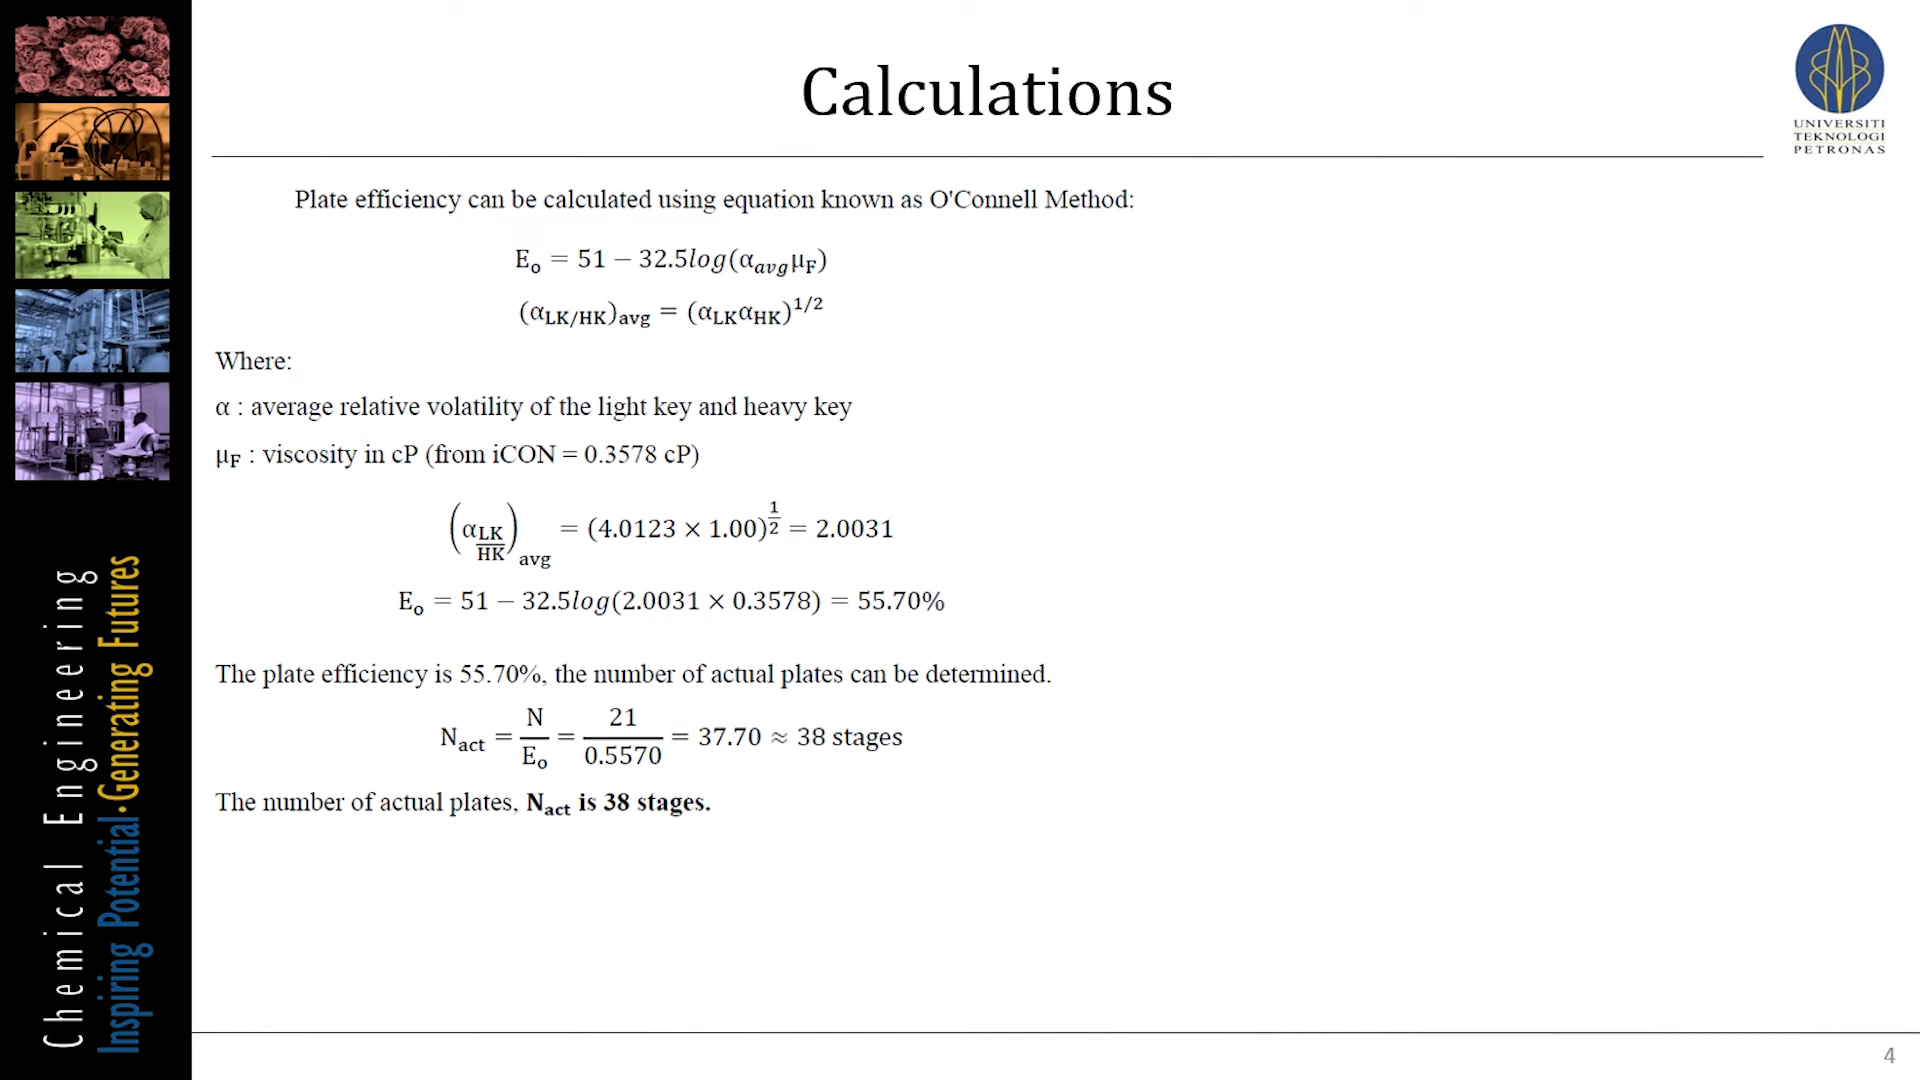 Calculations
UNIVERSITI
TEKNOLOGI
PETRONAS
Plate efficiency can be calculated using equation known as O'Connell Method:
Eₒ = 51 − 32.5log(α_avg μ_F)
(α_LK/HK)_avg = (α_LK α_HK)^1/2
Where:
α : average relative volatility of the light key and heavy key
μ_F : viscosity in cP (from iCON = 0.3578 cP)
(α_LK/HK)_avg = (4.0123 × 1.00)^1/2 = 2.0031
Eₒ = 51 − 32.5log(2.0031 × 0.3578) = 55.70%
The plate efficiency is 55.70%, the number of actual plates can be determined.
N_act = N/Eₒ = 21/0.5570 = 37.70 ≈ 38 stages
The number of actual plates, N_act is 38 stages.
Chemical Engineering
Inspiring Potential·Generating Futures
4